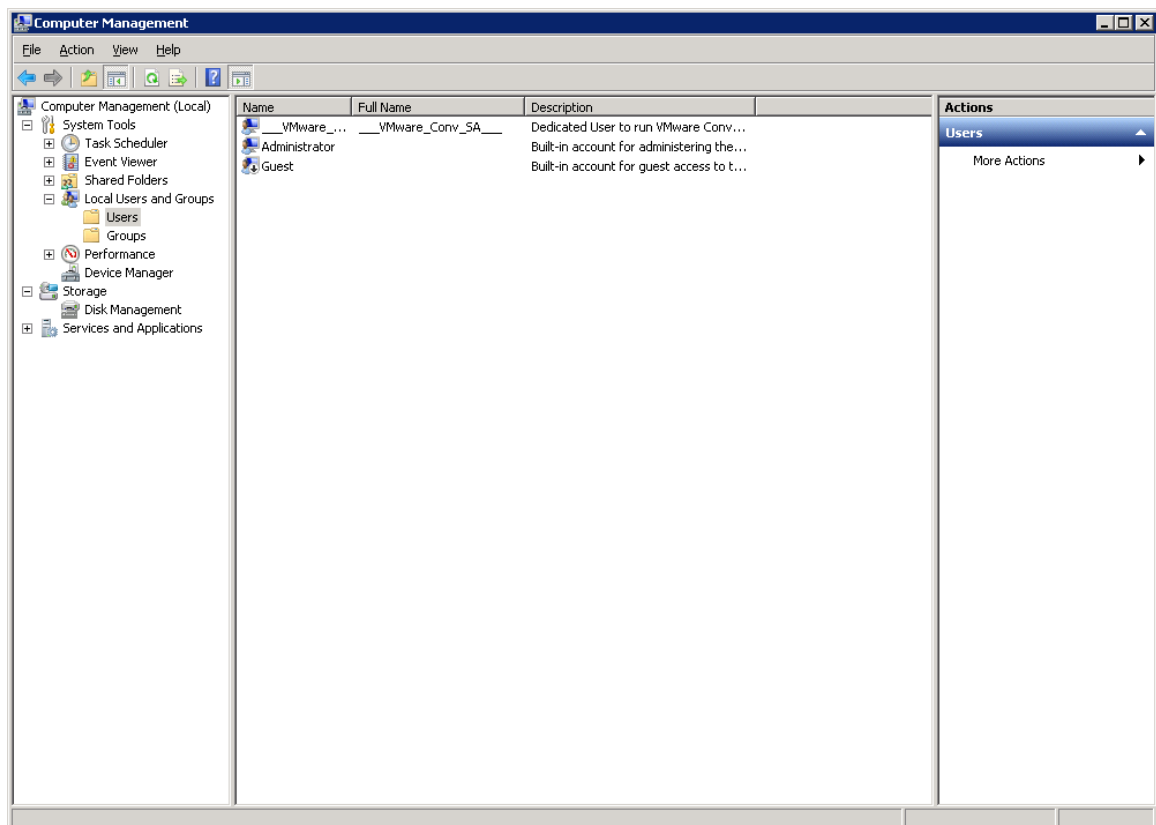 Computer Management
File Action View Help
Computer Management (Local)
System Tools
Task Scheduler
Event Viewer
Shared Folders
Local Users and Groups
Users
Groups
Performance
Device Manager
Storage
Disk Management
Services and Applications
Name Full Name Description
___VMware_... ___VMware_Conv_SA___ Dedicated User to run VMware Conv...
Administrator Built-in account for administering the...
Guest Built-in account for guest access to t...
Actions
Users
More Actions